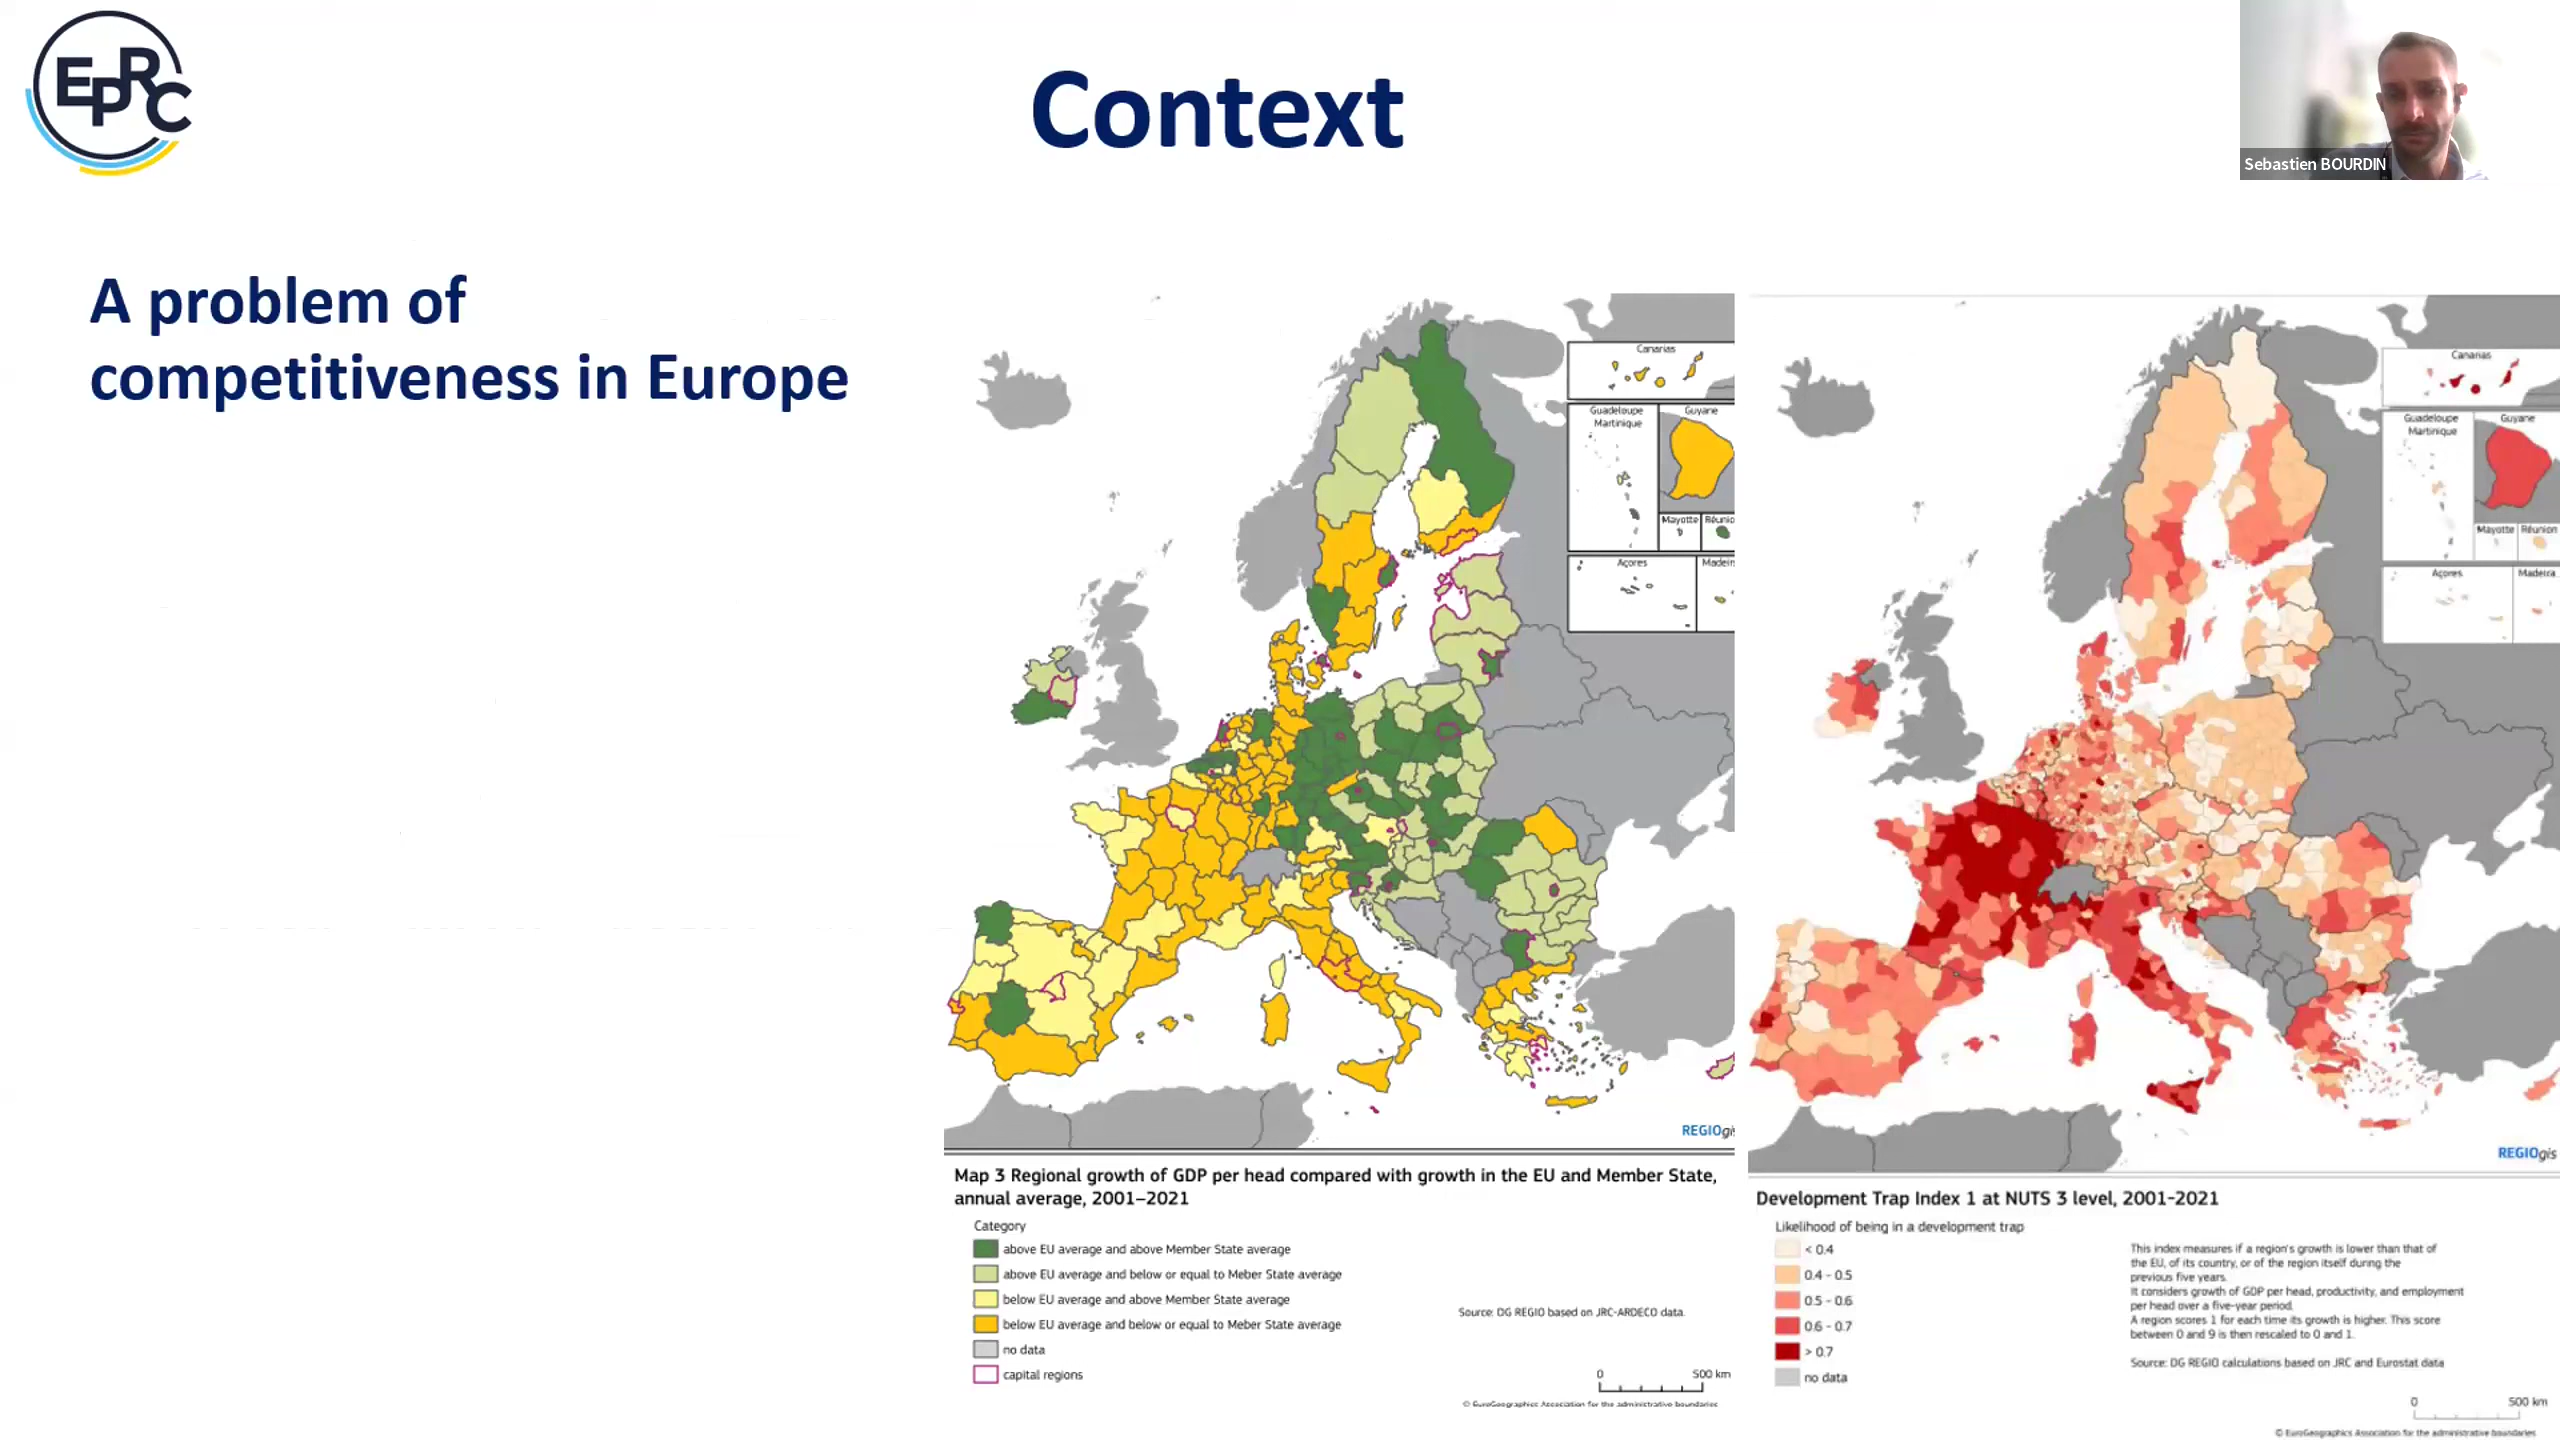 EPRC
Context
Sebastien BOURDIN
A problem of
competitiveness in Europe
Canarias
Guadeloupe
Martinique
Guyane
Mayotte
Réunio
Açores
Madeir
REGIOgi
Map 3 Regional growth of GDP per head compared with growth in the EU and Member State,
annual average, 2001–2021
Category
above EU average and above Member State average
above EU average and below or equal to Meber State average
below EU average and above Member State average
below EU average and below or equal to Meber State average
no data
capital regions
Source: DG REGIO based on JRC-ARDECO data.
0 500 km
© EuroGeographics Association for the administrative boundaries
Canarias
Guadeloupe
Martinique
Guyane
Mayotte
Réunion
Açores
Madeira
REGIOgis
Development Trap Index 1 at NUTS 3 level, 2001-2021
Likelihood of being in a development trap
< 0.4
0.4 - 0.5
0.5 - 0.6
0.6 - 0.7
> 0.7
no data
This index measures if a region's growth is lower than that of
the EU, of its country, or of the region itself during the
previous five years.
It considers growth of GDP per head, productivity, and employment
per head over a five-year period.
A region scores 1 for each time its growth is higher. This score
between 0 and 9 is then rescaled to 0 and 1.
Source: DG REGIO calculations based on JRC and Eurostat data
0 500 km
© EuroGeographics Association for the administrative boundaries